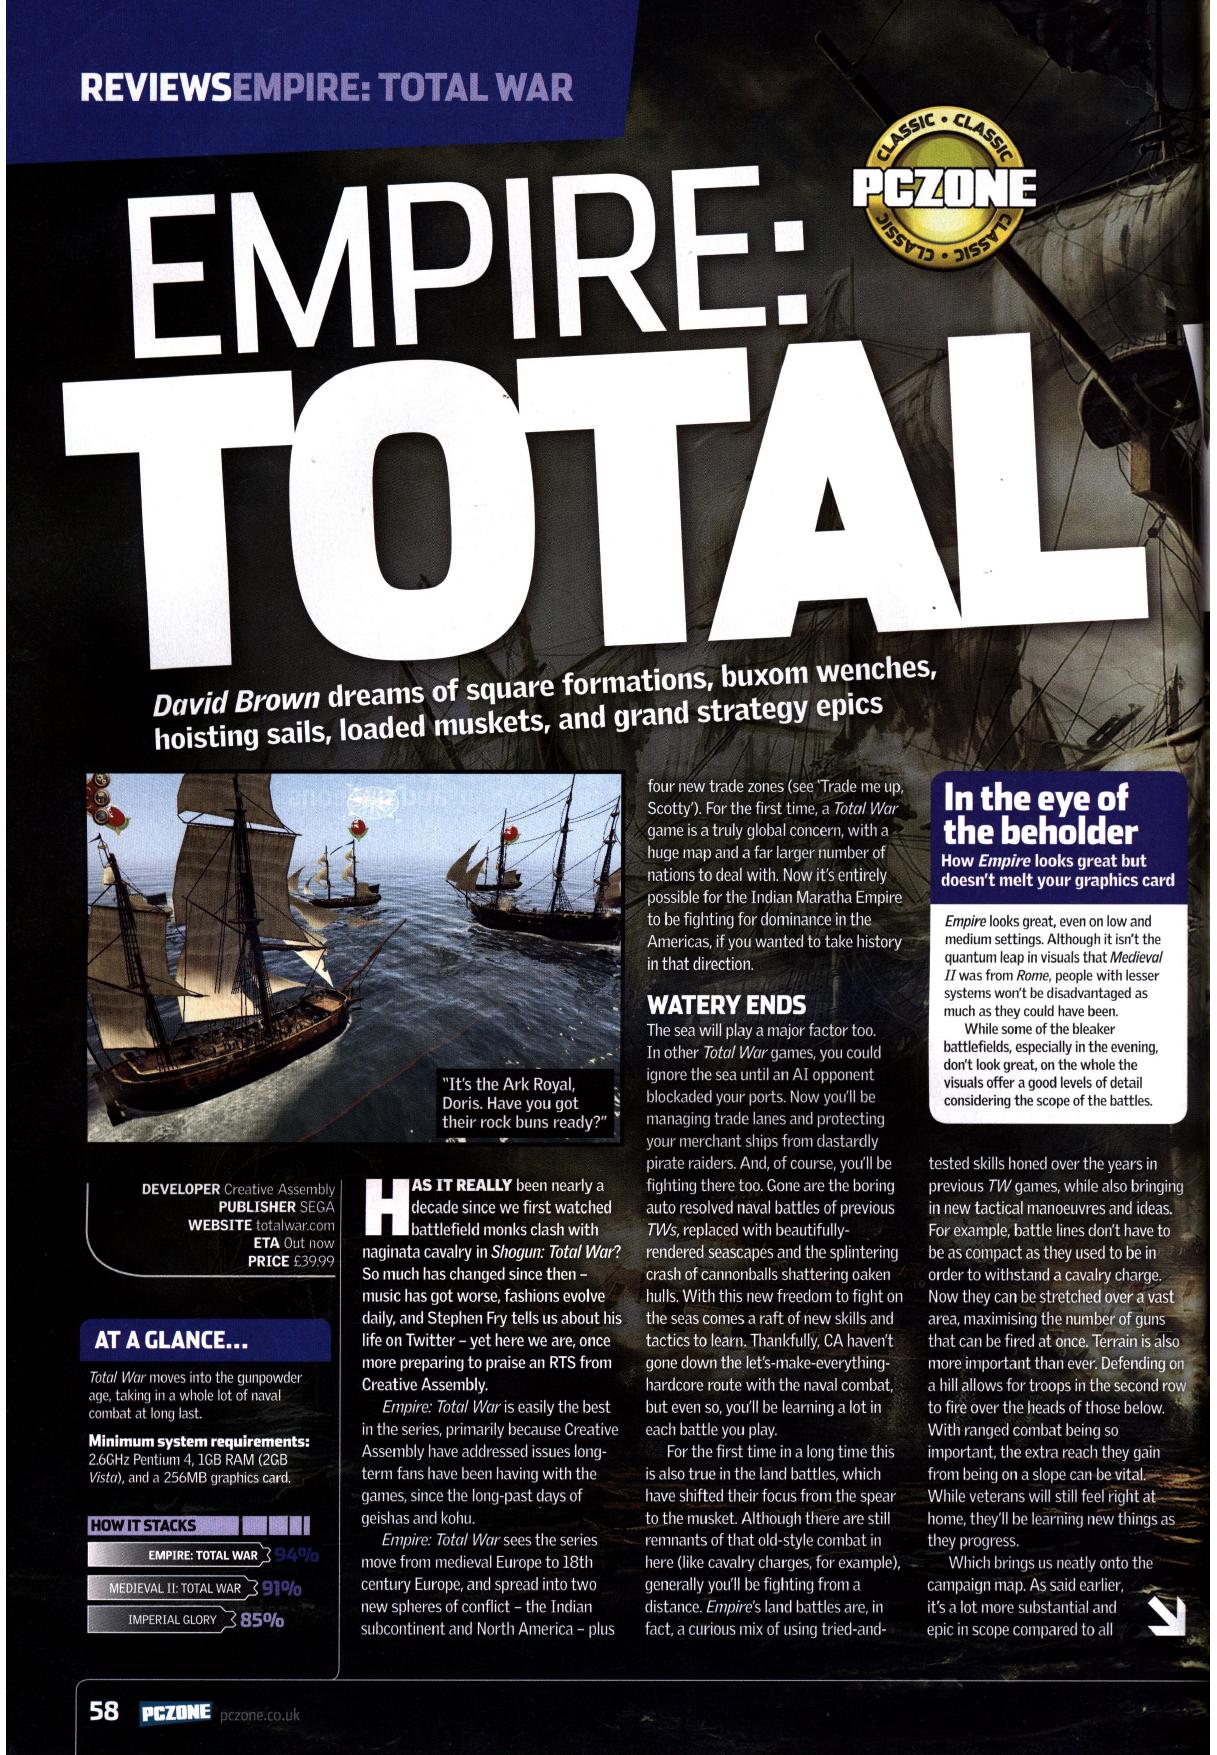 REVIEWSEMPIRE: TOTAL WAR
CLASSIC • CLASSIC
PCZONE
CLASSIC • CLASSIC
EMPIRE:
TOTAL
David Brown dreams of square formations, buxom wenches,
hoisting sails, loaded muskets, and grand strategy epics
"It's the Ark Royal,
Doris. Have you got
their rock buns ready?"
DEVELOPER Creative Assembly
PUBLISHER SEGA
WEBSITE totalwar.com
ETA Out now
PRICE £39.99
AT A GLANCE...
Total War moves into the gunpowder
age, taking in a whole lot of naval
combat at long last.
Minimum system requirements:
2.6GHz Pentium 4, 1GB RAM (2GB
Vista), and a 256MB graphics card.
HOW IT STACKS
EMPIRE: TOTAL WAR 94%
MEDIEVAL II: TOTAL WAR 91%
IMPERIAL GLORY 85%
HAS IT REALLY been nearly a
decade since we first watched
battlefield monks clash with
naginata cavalry in Shogun: Total War?
So much has changed since then –
music has got worse, fashions evolve
daily, and Stephen Fry tells us about his
life on Twitter – yet here we are, once
more preparing to praise an RTS from
Creative Assembly.
Empire: Total War is easily the best
in the series, primarily because Creative
Assembly have addressed issues long-
term fans have been having with the
games, since the long-past days of
geishas and kohu.
Empire: Total War sees the series
move from medieval Europe to 18th
century Europe, and spread into two
new spheres of conflict – the Indian
subcontinent and North America – plus
four new trade zones (see 'Trade me up,
Scotty'). For the first time, a Total War
game is a truly global concern, with a
huge map and a far larger number of
nations to deal with. Now it's entirely
possible for the Indian Maratha Empire
to be fighting for dominance in the
Americas, if you wanted to take history
in that direction.
WATERY ENDS
The sea will play a major factor too.
In other Total War games, you could
ignore the sea until an AI opponent
blockaded your ports. Now you'll be
managing trade lanes and protecting
your merchant ships from dastardly
pirate raiders. And, of course, you'll be
fighting there too. Gone are the boring
auto resolved naval battles of previous
TWs, replaced with beautifully-
rendered seascapes and the splintering
crash of cannonballs shattering oaken
hulls. With this new freedom to fight on
the seas comes a raft of new skills and
tactics to learn. Thankfully, CA haven't
gone down the let's-make-everything-
hardcore route with the naval combat,
but even so, you'll be learning a lot in
each battle you play.
For the first time in a long time this
is also true in the land battles, which
have shifted their focus from the spear
to the musket. Although there are still
remnants of that old-style combat in
here (like cavalry charges, for example),
generally you'll be fighting from a
distance. Empire's land battles are, in
fact, a curious mix of using tried-and-
In the eye of
the beholder
How Empire looks great but
doesn't melt your graphics card
Empire looks great, even on low and
medium settings. Although it isn't the
quantum leap in visuals that Medieval
II was from Rome, people with lesser
systems won't be disadvantaged as
much as they could have been.
While some of the bleaker
battlefields, especially in the evening,
don't look great, on the whole the
visuals offer a good levels of detail
considering the scope of the battles.
tested skills honed over the years in
previous TW games, while also bringing
in new tactical manoeuvres and ideas.
For example, battle lines don't have to
be as compact as they used to be in
order to withstand a cavalry charge.
Now they can be stretched over a vast
area, maximising the number of guns
that can be fired at once. Terrain is also
more important than ever. Defending on
a hill allows for troops in the second row
to fire over the heads of those below.
With ranged combat being so
important, the extra reach they gain
from being on a slope can be vital.
While veterans will still feel right at
home, they'll be learning new things as
they progress.
Which brings us neatly onto the
campaign map. As said earlier,
it's a lot more substantial and
epic in scope compared to all
58 PCZONE pczone.co.uk